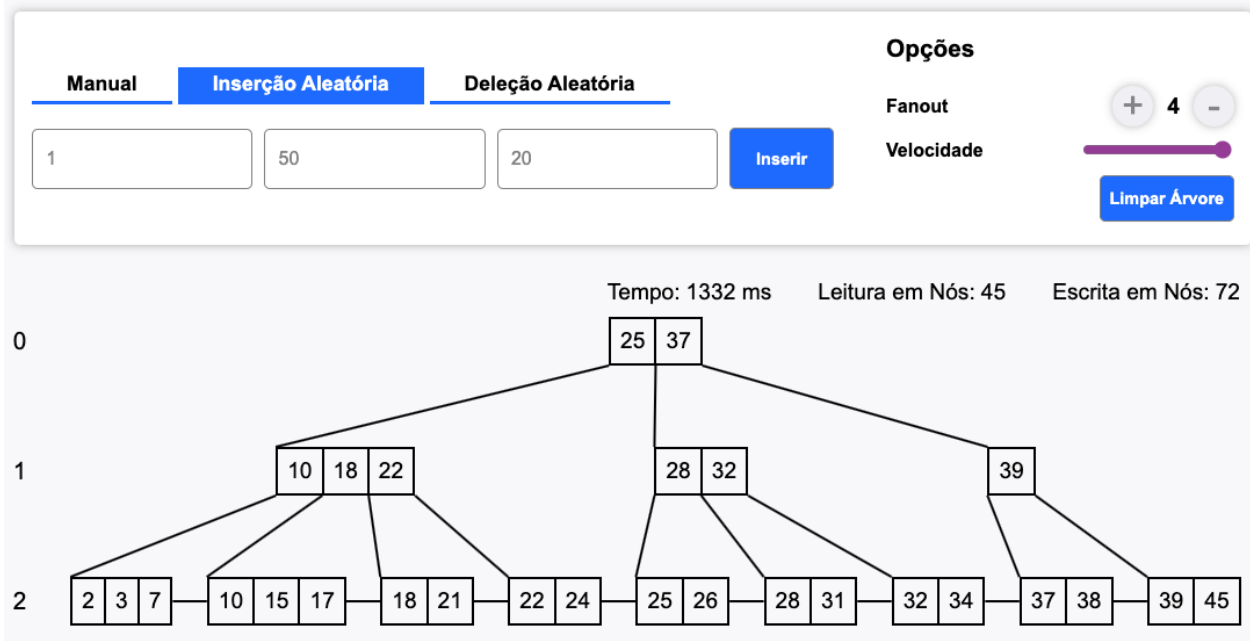 Opções
Manual Inserção Aleatória Deleção Aleatória
Fanout + 4 -
1 50 20 Inserir
Velocidade
Limpar Árvore
Tempo: 1332 ms Leitura em Nós: 45 Escrita em Nós: 72
0 25 37
1 10 18 22 28 32 39
2 2 3 7 10 15 17 18 21 22 24 25 26 28 31 32 34 37 38 39 45